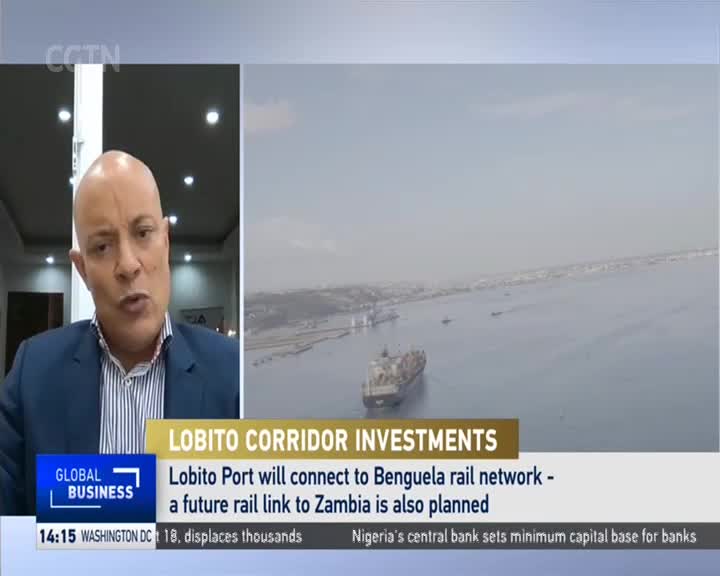 CGTN
LOBITO CORRIDOR INVESTMENTS
Lobito Port will connect to Benguela rail network -
a future rail link to Zambia is also planned
GLOBAL
BUSINESS
14:15 WASHINGTON DC
t 18, displaces thousands Nigeria's central bank sets minimum capital base for banks